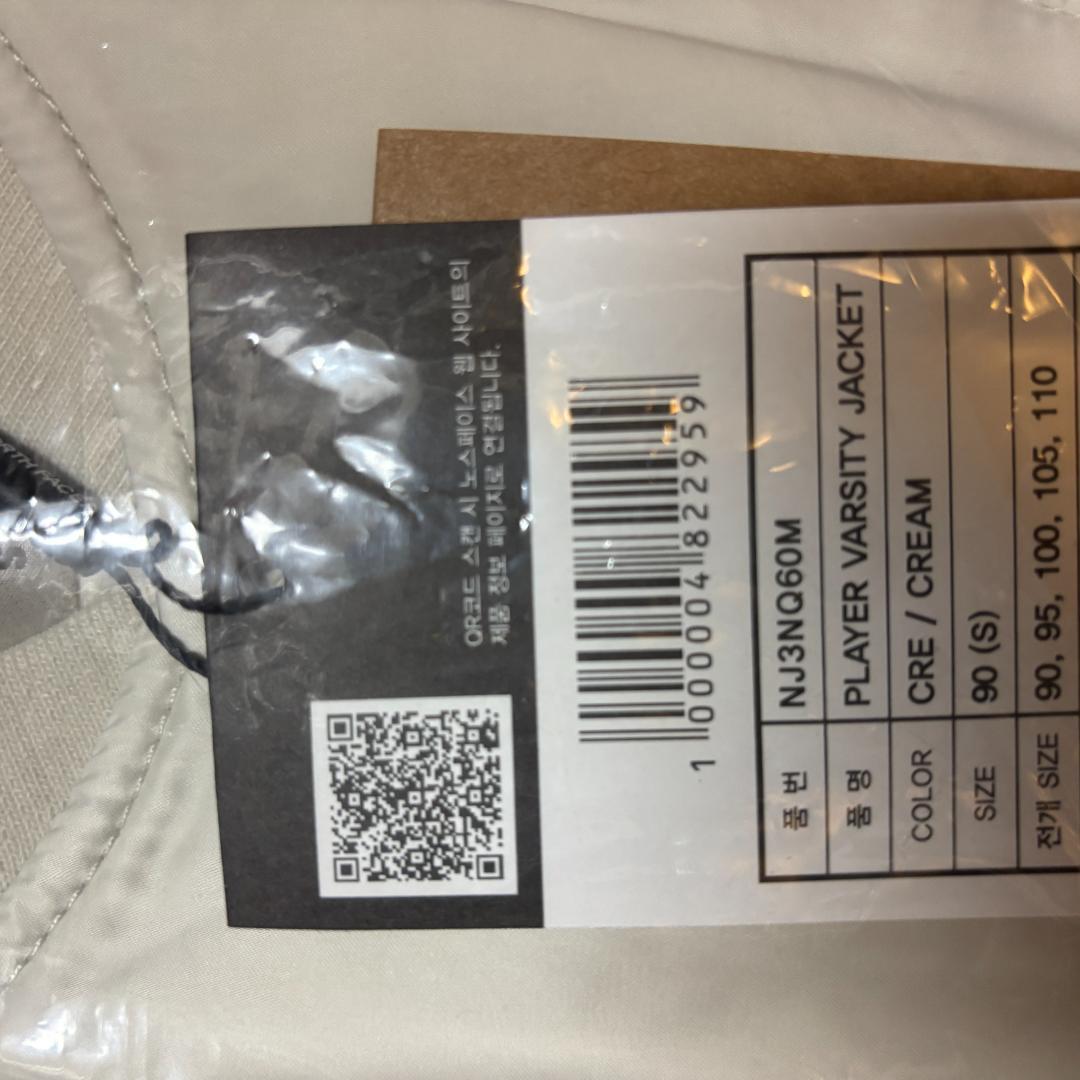 RTH FACE
QR코드 스캔 시 노스페이스 웹 사이트의
제품 정보 페이지로 연결됩니다.
1 000004 822959
품 번 NJ3NQ60M
품 명 PLAYER VARSITY JACKET
COLOR CRE / CREAM
SIZE 90 (S)
전개 SIZE 90, 95, 100, 105, 110